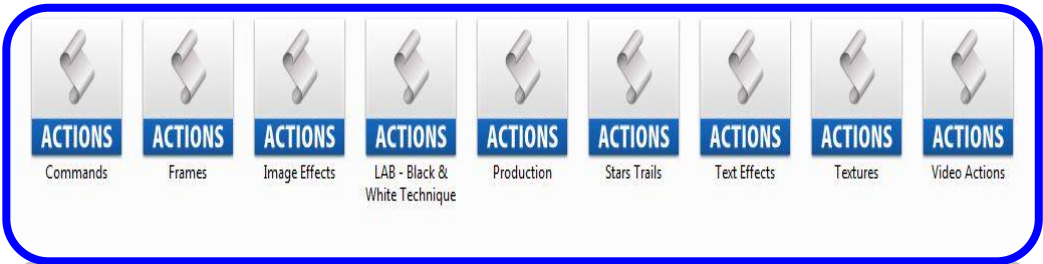 ACTIONS ACTIONS ACTIONS ACTIONS ACTIONS ACTIONS ACTIONS ACTIONS ACTIONS
Commands Frames Image Effects LAB - Black & Production Stars Trails Text Effects Textures Video Actions
White Technique